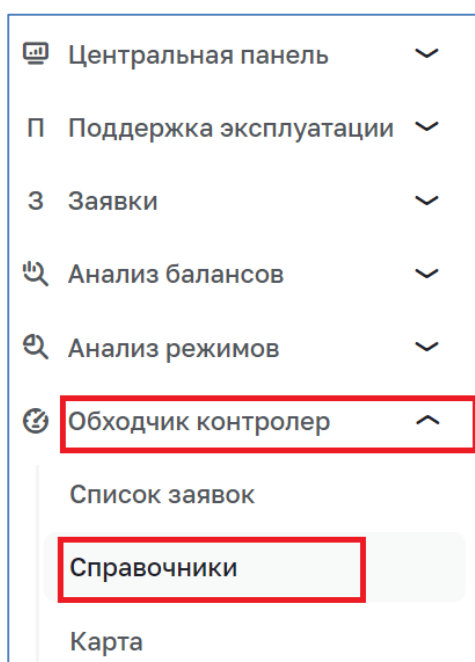 Центральная панель
П Поддержка эксплуатации
З Заявки
Анализ балансов
Анализ режимов
Обходчик контролер
Список заявок
Справочники
Карта